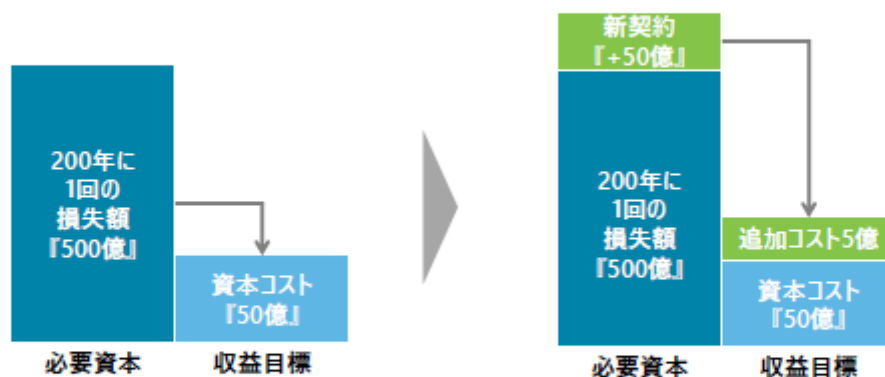 200年に
1回の
損失額
『500億』
資本コスト
『50億』
必要資本
収益目標
新契約
『+50億』
200年に
1回の
損失額
『500億』
追加コスト5億
資本コスト
『50億』
必要資本
収益目標